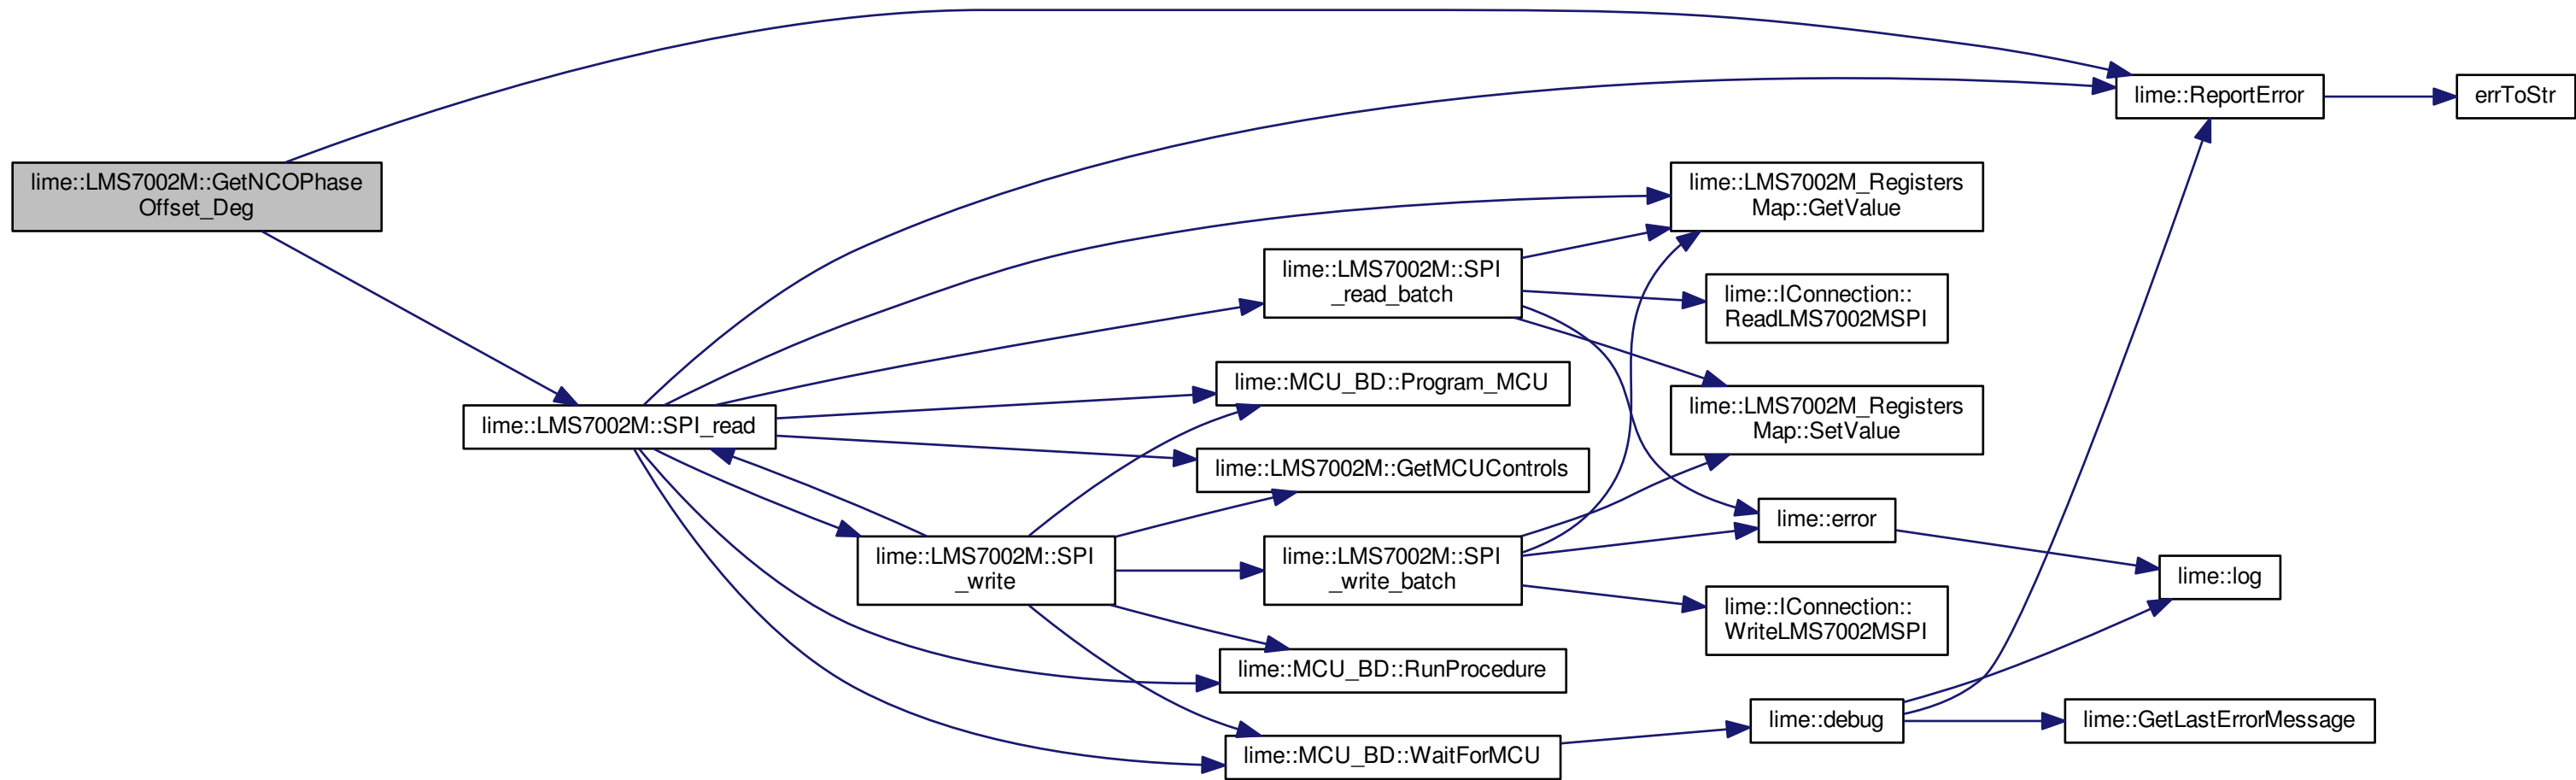 lime::LMS7002M::GetNCOPhase
Offset_Deg
lime::LMS7002M::SPI_read
lime::LMS7002M::SPI
_write
lime::LMS7002M::SPI
_read_batch
lime::MCU_BD::Program_MCU
lime::LMS7002M::GetMCUControls
lime::LMS7002M::SPI
_write_batch
lime::MCU_BD::RunProcedure
lime::MCU_BD::WaitForMCU
lime::LMS7002M_Registers
Map::GetValue
lime::IConnection::
ReadLMS7002MSPI
lime::LMS7002M_Registers
Map::SetValue
lime::error
lime::IConnection::
WriteLMS7002MSPI
lime::debug
lime::ReportError
lime::log
lime::GetLastErrorMessage
errToStr